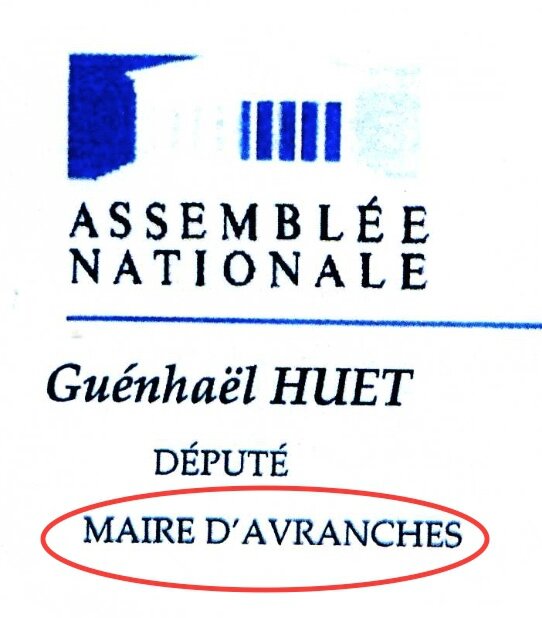 ASSEMBLÉE
NATIONALE
Guénhaël HUET
DÉPUTÉ
MAIRE D'AVRANCHES